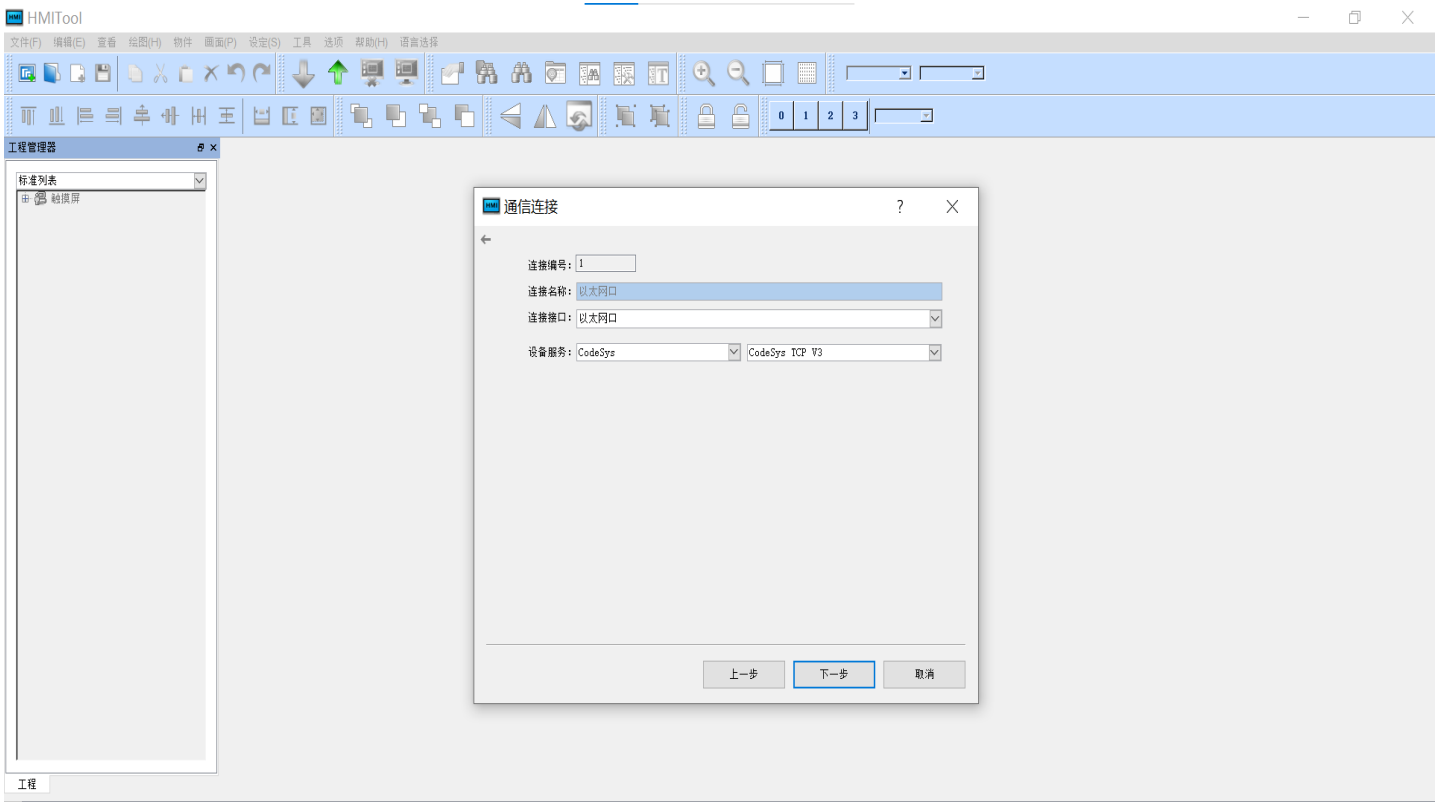 HMITool
文件(F) 编辑(E) 查看 绘图(H) 物件 画面(P) 设定(S) 工具 选项 帮助(H) 语言选择
0 1 2 3
工程管理器
标准列表
触摸屏
HMI 通信连接 ?
连接编号: 1
连接名称: 以太网口
连接接口: 以太网口
设备服务: CodeSys CodeSys TCP V3
上一步 下一步 取消
工程